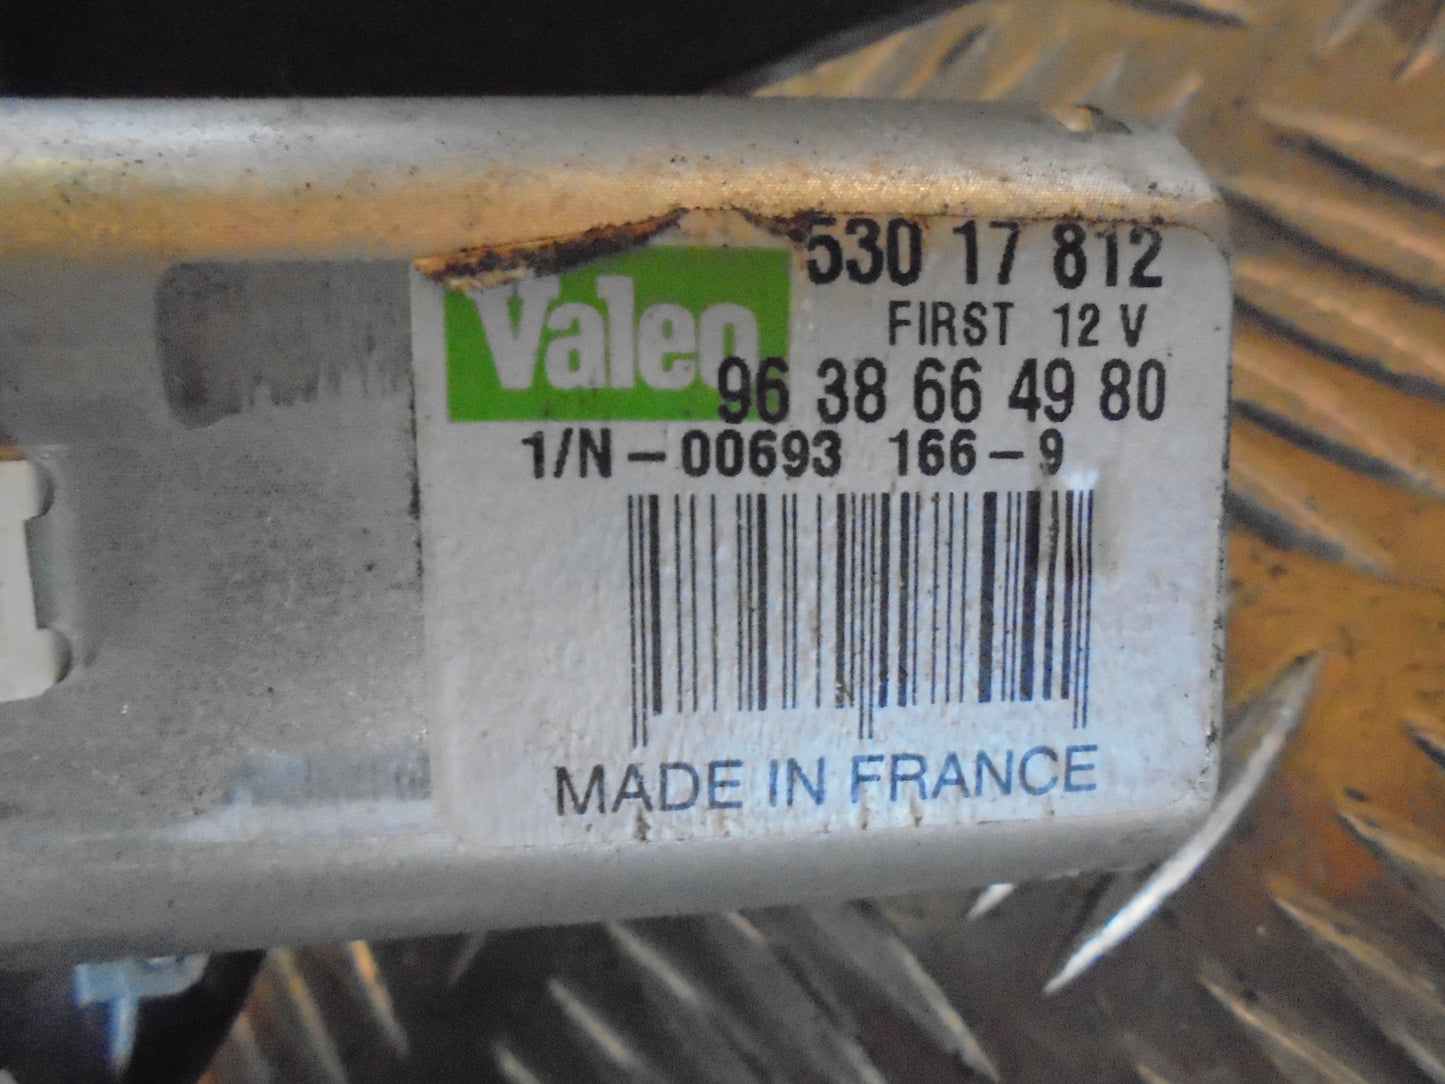 530 17 812
Valeo
FIRST 12 V
96 38 66 49 80
1/N-00693 166-9
MADE IN FRANCE